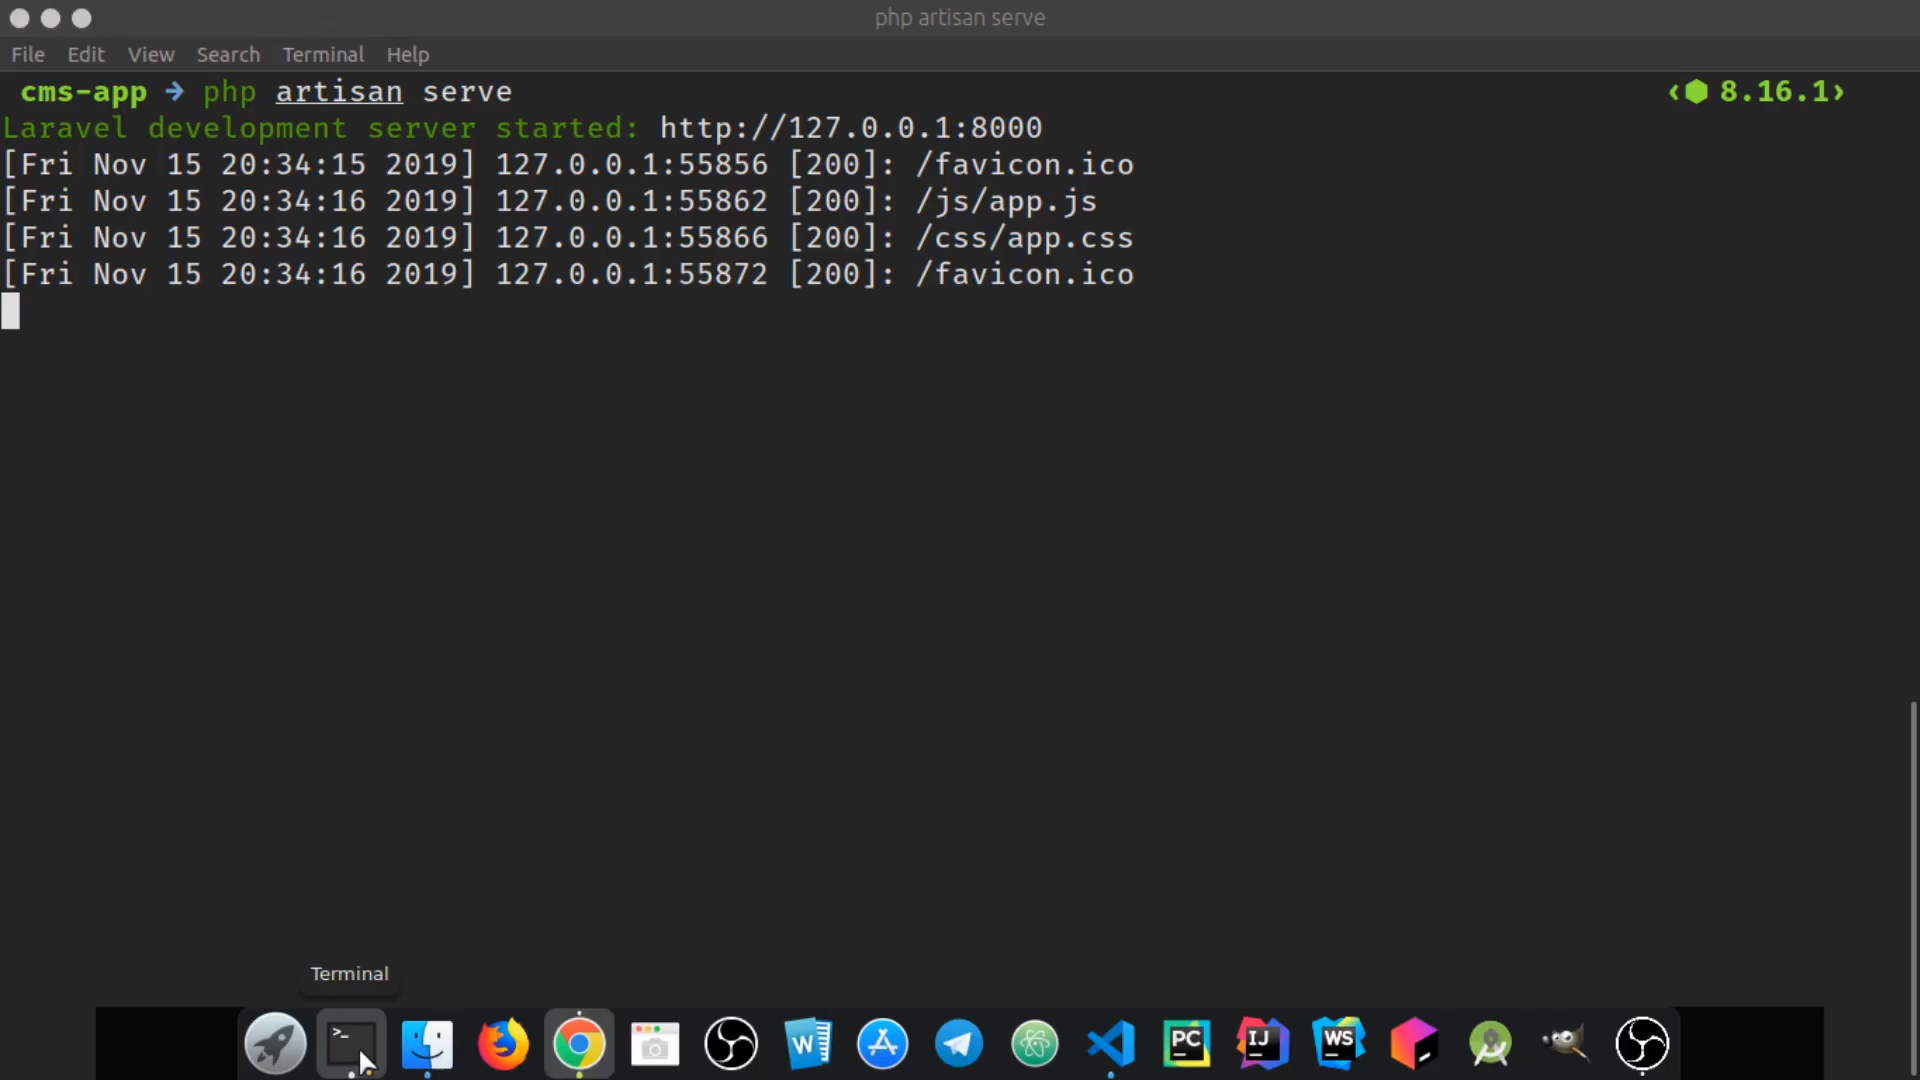 php artisan serve
File Edit View Search Terminal Help
cms-app → php artisan serve ‹⬢ 8.16.1›
Laravel development server started: http://127.0.0.1:8000
[Fri Nov 15 20:34:15 2019] 127.0.0.1:55856 [200]: /favicon.ico
[Fri Nov 15 20:34:16 2019] 127.0.0.1:55862 [200]: /js/app.js
[Fri Nov 15 20:34:16 2019] 127.0.0.1:55866 [200]: /css/app.css
[Fri Nov 15 20:34:16 2019] 127.0.0.1:55872 [200]: /favicon.ico
Terminal
>_ W PC IJ WS